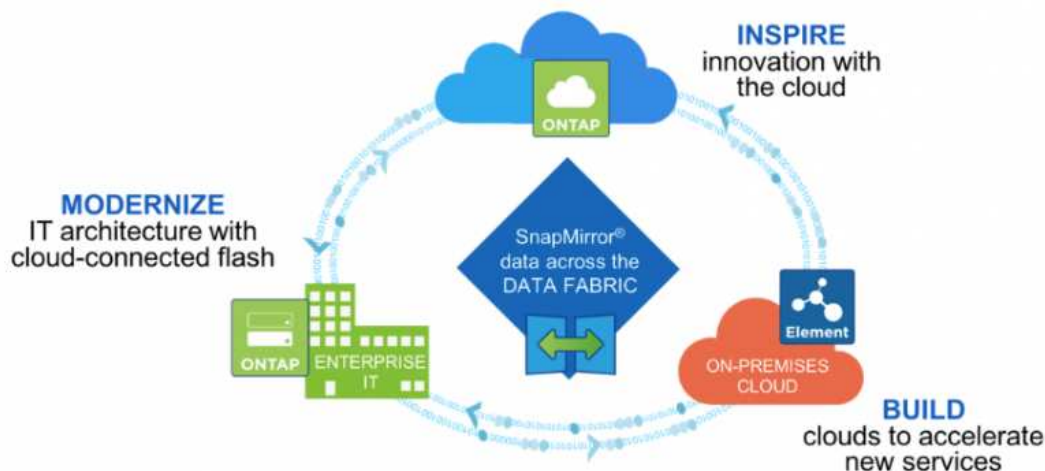 INSPIRE
innovation with
the cloud
ONTAP
MODERNIZE
IT architecture with
cloud-connected flash
SnapMirror®
data across the
DATA FABRIC
ONTAP
ENTERPRISE
IT
Element
ON-PREMISES
CLOUD
BUILD
clouds to accelerate
new services